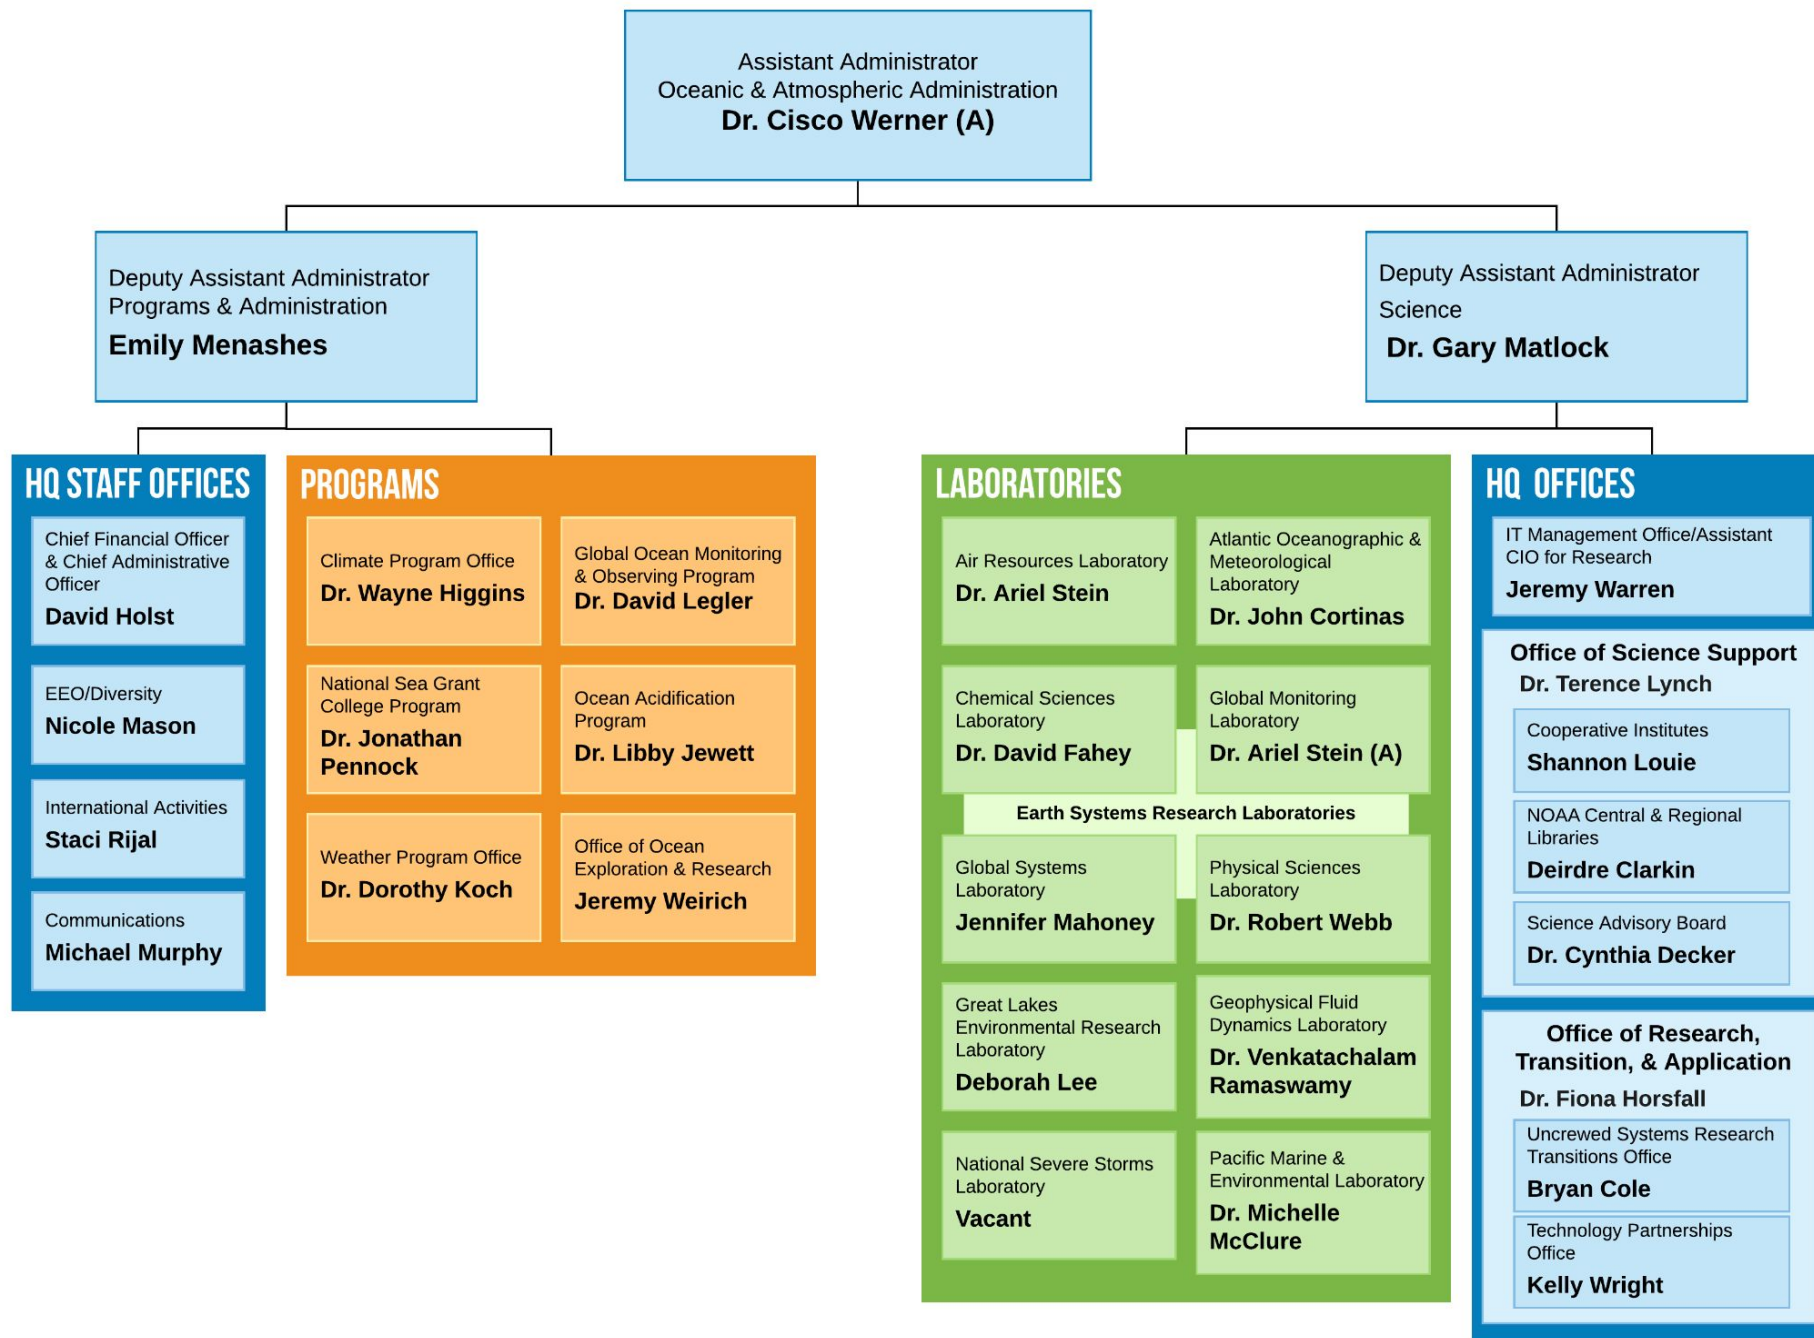 Assistant Administrator
Oceanic & Atmospheric Administration
Dr. Cisco Werner (A)
Deputy Assistant Administrator
Programs & Administration
Emily Menashes
Deputy Assistant Administrator
Science
Dr. Gary Matlock
HQ STAFF OFFICES
Chief Financial Officer
& Chief Administrative
Officer
David Holst
EEO/Diversity
Nicole Mason
International Activities
Staci Rijal
Communications
Michael Murphy
PROGRAMS
Climate Program Office
Dr. Wayne Higgins
Global Ocean Monitoring
& Observing Program
Dr. David Legler
National Sea Grant
College Program
Dr. Jonathan
Pennock
Ocean Acidification
Program
Dr. Libby Jewett
Weather Program Office
Dr. Dorothy Koch
Office of Ocean
Exploration & Research
Jeremy Weirich
LABORATORIES
Air Resources Laboratory
Dr. Ariel Stein
Atlantic Oceanographic &
Meteorological
Laboratory
Dr. John Cortinas
Chemical Sciences
Laboratory
Dr. David Fahey
Global Monitoring
Laboratory
Dr. Ariel Stein (A)
Earth Systems Research Laboratories
Global Systems
Laboratory
Jennifer Mahoney
Physical Sciences
Laboratory
Dr. Robert Webb
Great Lakes
Environmental Research
Laboratory
Deborah Lee
Geophysical Fluid
Dynamics Laboratory
Dr. Venkatachalam
Ramaswamy
National Severe Storms
Laboratory
Vacant
Pacific Marine &
Environmental Laboratory
Dr. Michelle
McClure
HQ OFFICES
IT Management Office/Assistant
CIO for Research
Jeremy Warren
Office of Science Support
Dr. Terence Lynch
Cooperative Institutes
Shannon Louie
NOAA Central & Regional
Libraries
Deirdre Clarkin
Science Advisory Board
Dr. Cynthia Decker
Office of Research,
Transition, & Application
Dr. Fiona Horsfall
Uncrewed Systems Research
Transitions Office
Bryan Cole
Technology Partnerships
Office
Kelly Wright